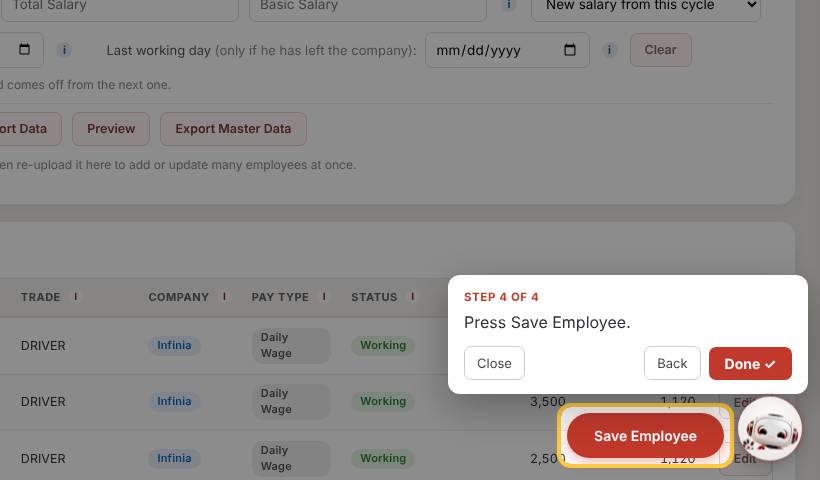 Total Salary
Basic Salary
i
New salary from this cycle
i
Last working day (only if he has left the company):
mm/dd/yyyy
i
Clear
d comes off from the next one.
ort Data
Preview
Export Master Data
en re-upload it here to add or update many employees at once.
TRADE I COMPANY I PAY TYPE I STATUS I
DRIVER Infinia Daily Wage Working
DRIVER Infinia Daily Wage Working 3,500 1,120
DRIVER Infinia Daily Wage Working 2,500 1,120 Edit
STEP 4 OF 4
Press Save Employee.
Close
Back
Done ✓
Save Employee